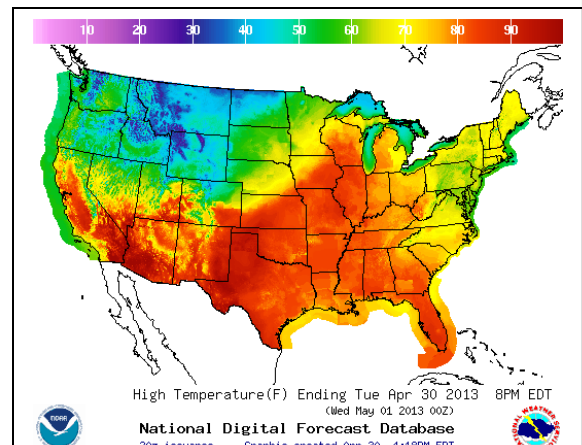 10 20 30 40 50 60 70 80 90
High Temperature(F) Ending Tue Apr 30 2013 8PM EDT
(Wed May 01 2013 00Z)
National Digital Forecast Database
NOAA